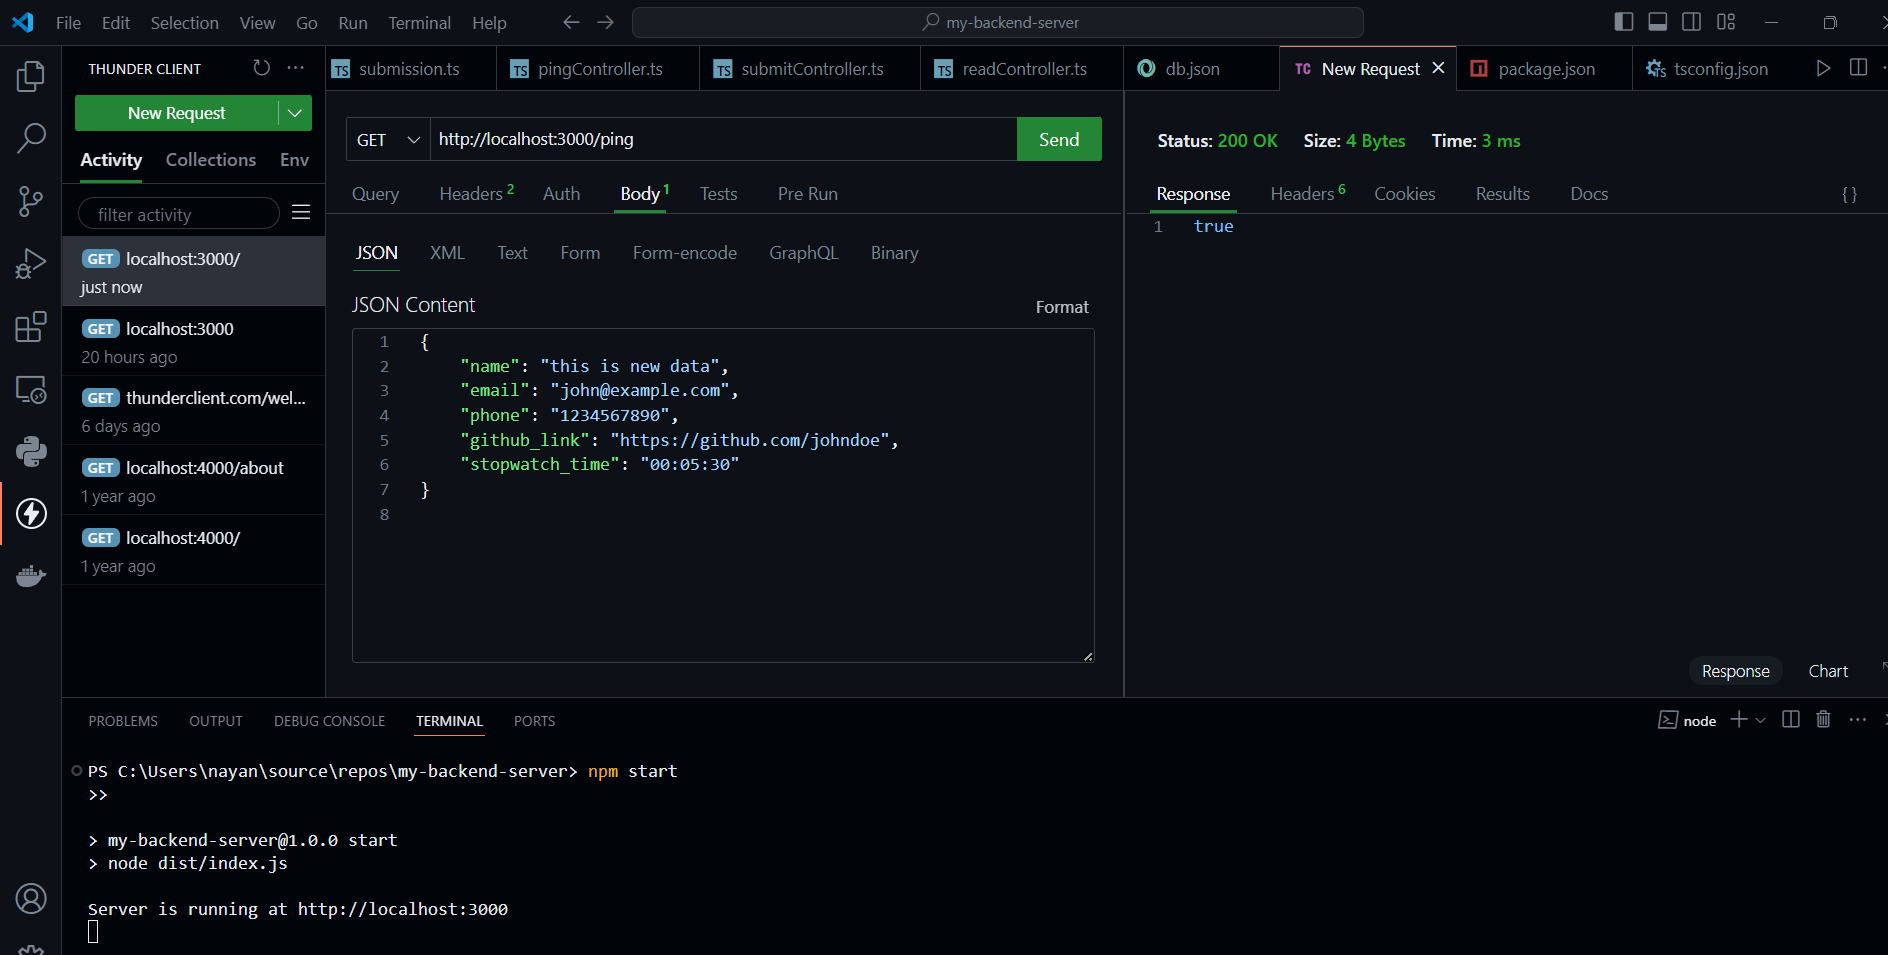 File Edit Selection View Go Run Terminal Help my-backend-server
THUNDER CLIENT
New Request
Activity Collections Env
filter activity
GET localhost:3000/
just now
GET localhost:3000
20 hours ago
GET thunderclient.com/wel...
6 days ago
GET localhost:4000/about
1 year ago
GET localhost:4000/
1 year ago
TS submission.ts TS pingController.ts TS submitController.ts TS readController.ts db.json TC New Request package.json TS tsconfig.json
GET http://localhost:3000/ping Send
Query Headers 2 Auth Body 1 Tests Pre Run
JSON XML Text Form Form-encode GraphQL Binary
JSON Content Format
1 {
2 "name": "this is new data",
3 "email": "john@example.com",
4 "phone": "1234567890",
5 "github_link": "https://github.com/johndoe",
6 "stopwatch_time": "00:05:30"
7 }
8
Status: 200 OK Size: 4 Bytes Time: 3 ms
Response Headers 6 Cookies Results Docs {}
1 true
Response Chart
PROBLEMS OUTPUT DEBUG CONSOLE TERMINAL PORTS node
PS C:\Users\nayan\source\repos\my-backend-server> npm start
>>
> my-backend-server@1.0.0 start
> node dist/index.js
Server is running at http://localhost:3000